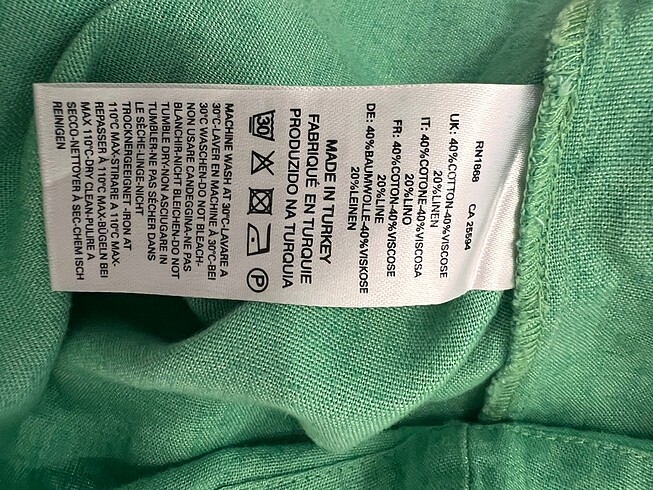 RN1868 CA 25594
UK: 40%COTTON-40%VISCOSE
20%LINEN
IT: 40%COTONE-40%VISCOSA
20%LINO
FR: 40%COTON-40%VISCOSE
20%LINE
DE: 40%BAUMWOLLE-40%VISKOSE
20%LEINEN
MADE IN TURKEY
FABRIQUÉ EN TURQUIE
PRODUZIDO NA TURQUIA
30
P
MACHINE WASH AT 30°C-LAVARE A
30°C-LAVER EN MACHINE À 30°C-BEI
30°C WASCHEN-DO NOT BLEACH-
NON USARE CANDEGGINA-NE PAS
BLANCHIR-NICHT BLEICHEN-DO NOT
TUMBLE DRY-NON ASCIUGARE IN
TUMBLER-NE PAS SÉCHER DANS
LE SÈCHE-LINGE-NICHT
TROCKNERGEEIGNET -IRON AT
110°C MAX-STIRARE A 110°C MAX-
REPASSER À 110°C MAX-BÜGELN BEI
MAX 110°C-DRY CLEAN-PULIRE A
SECCO-NETTOYER À SEC-CHEMISCH
REINIGEN